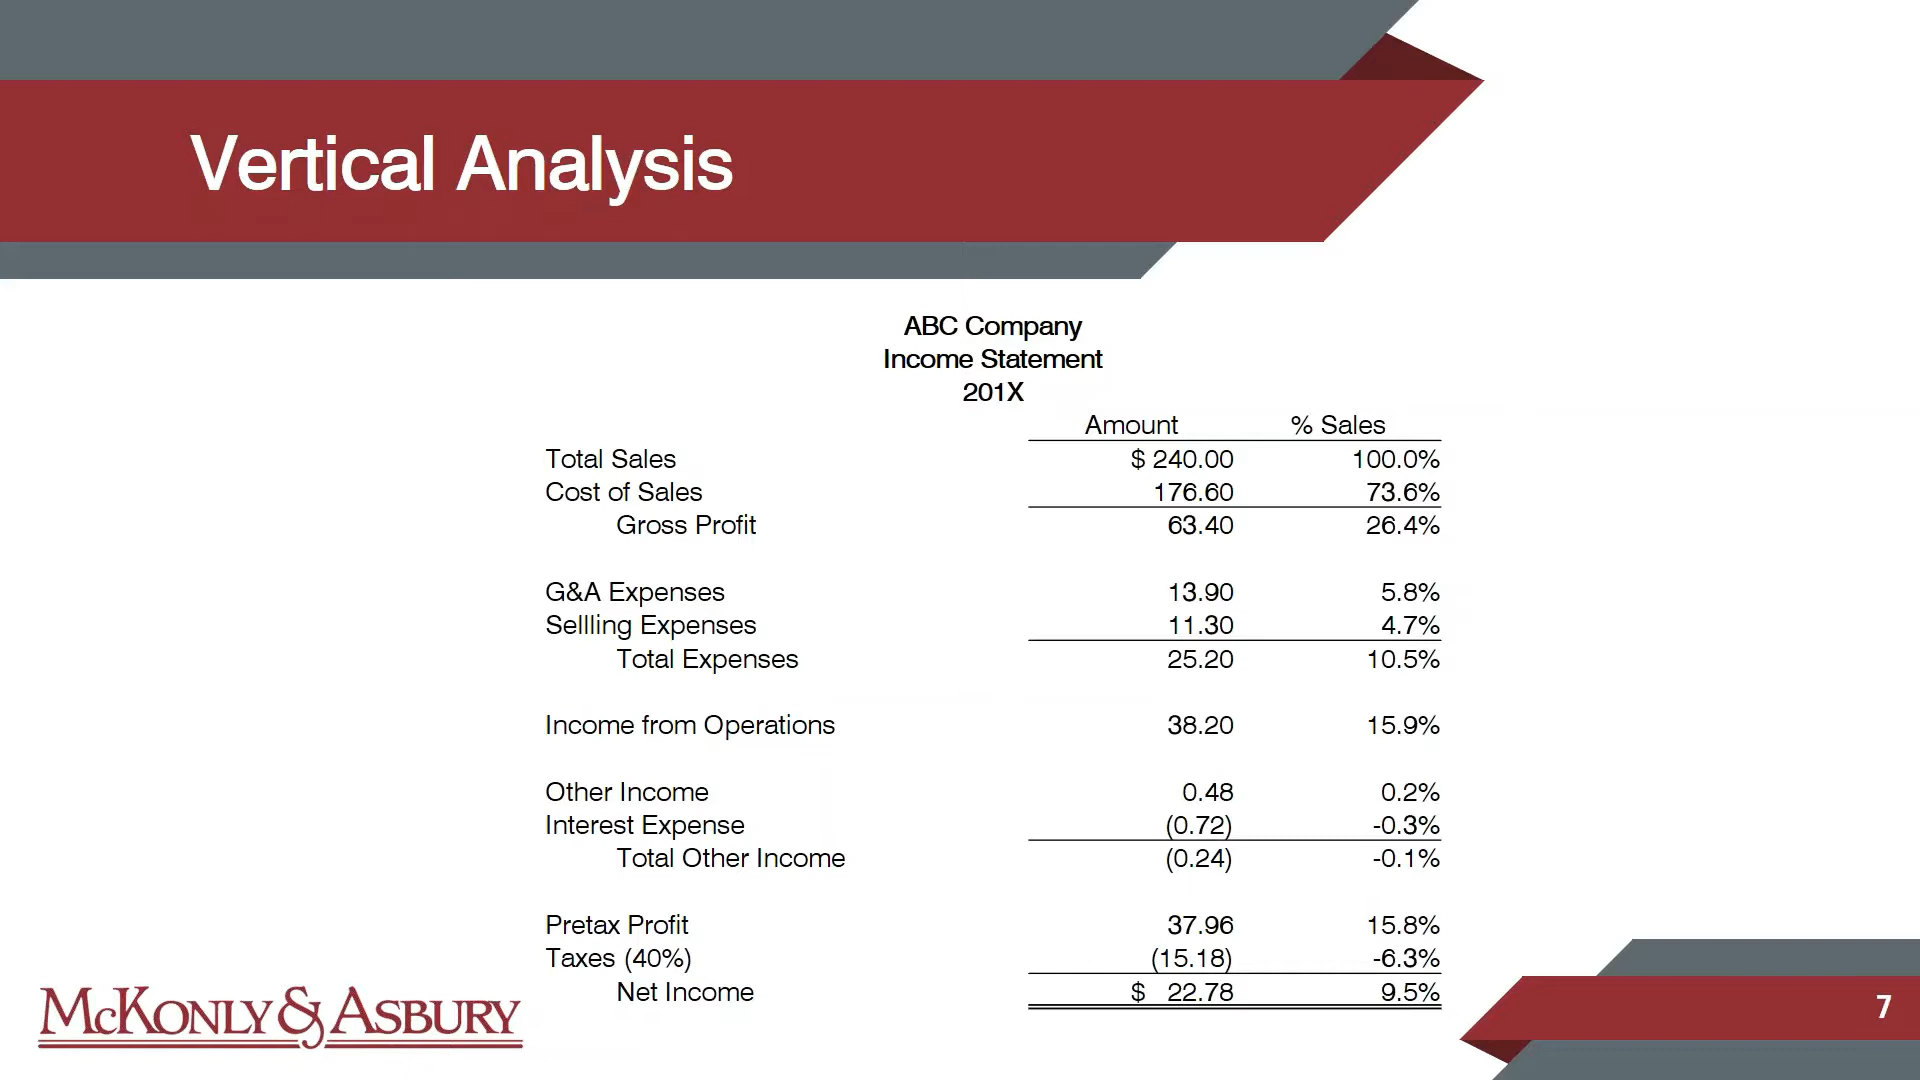 Vertical Analysis
ABC Company
Income Statement
201X
Amount % Sales
Total Sales $ 240.00 100.0%
Cost of Sales 176.60 73.6%
Gross Profit 63.40 26.4%
G&A Expenses 13.90 5.8%
Sellling Expenses 11.30 4.7%
Total Expenses 25.20 10.5%
Income from Operations 38.20 15.9%
Other Income 0.48 0.2%
Interest Expense (0.72) -0.3%
Total Other Income (0.24) -0.1%
Pretax Profit 37.96 15.8%
Taxes (40%) (15.18) -6.3%
Net Income $ 22.78 9.5%
McKonly & Asbury
7